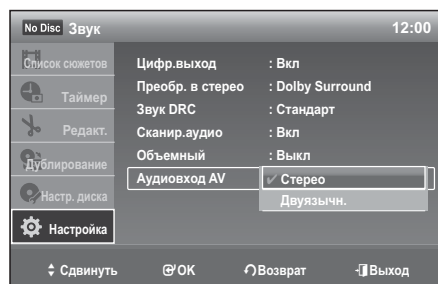 No Disc Звук 12:00
Список сюжетов
Таймер
Редакт.
Дублирование
Настр. диска
Настройка
Цифр.выход : Вкл
Преобр. в стерео : Dolby Surround
Звук DRC : Стандарт
Сканир.аудио : Вкл
Объемный : Выкл
Аудиовход AV ✔ Стерео
Двуязычн.
Сдвинуть OK Возврат Выход